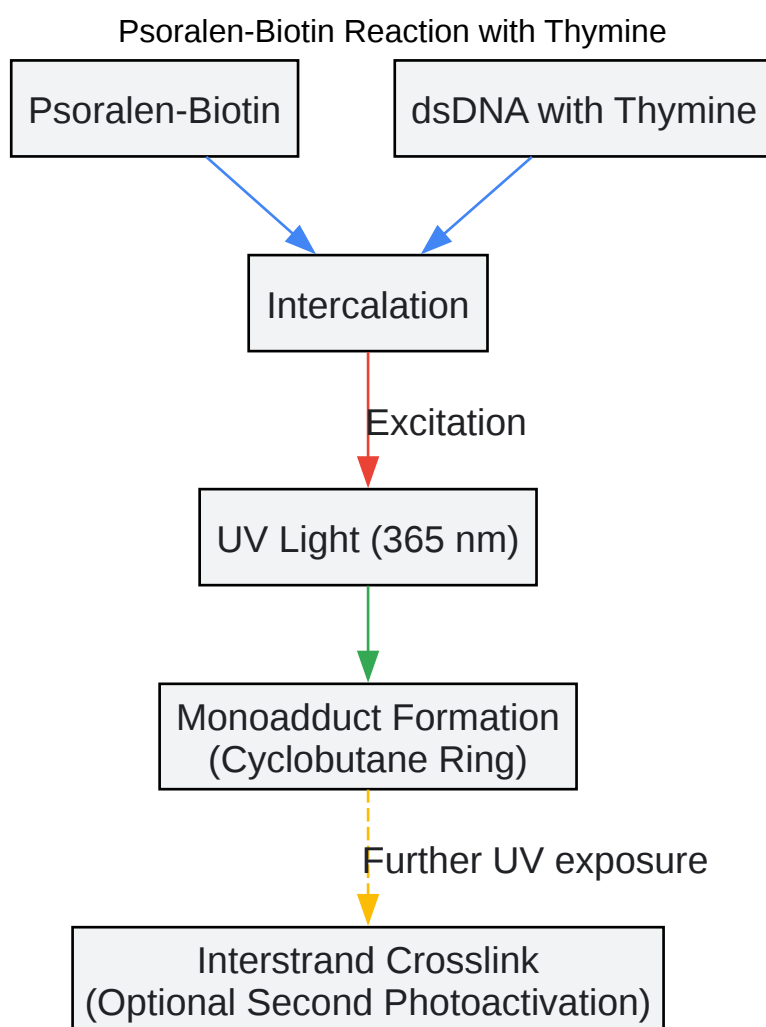 Psoralen-Biotin Reaction with Thymine
Psoralen-Biotin
dsDNA with Thymine
Intercalation
Excitation
UV Light (365 nm)
Monoadduct Formation
(Cyclobutane Ring)
Further UV exposure
Interstrand Crosslink
(Optional Second Photoactivation)